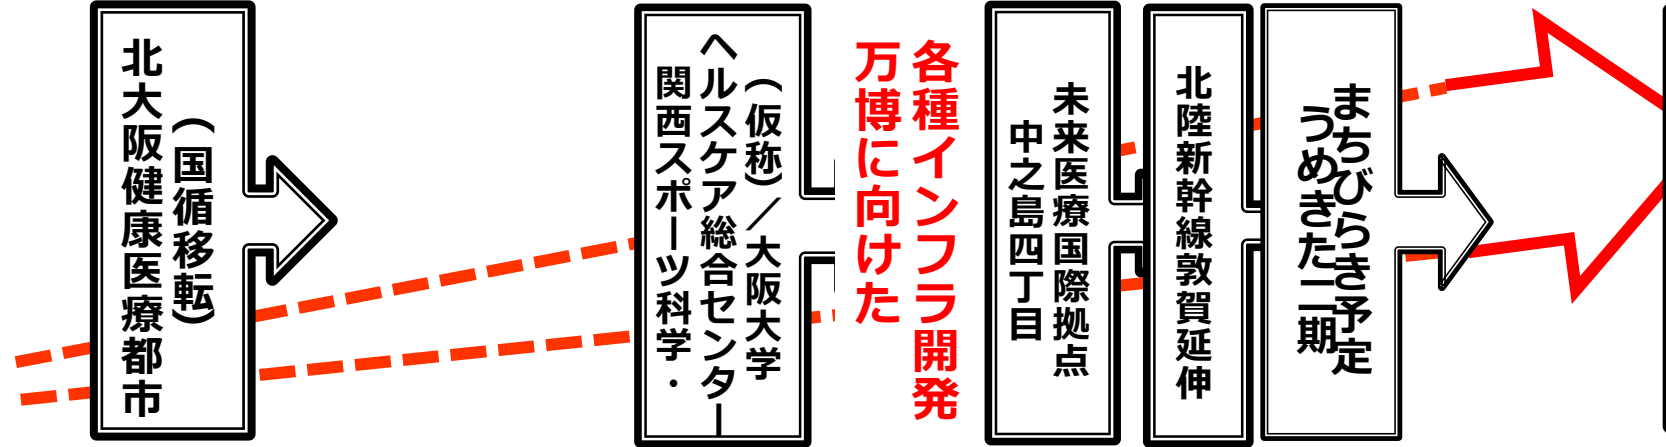 北大阪健康医療都市
（国循移転）
関西スポーツ科学・
ヘルスケア総合センター
（仮称）／大阪大学
万博に向けた
各種インフラ開発
中之島四丁目
未来医療国際拠点
北陸新幹線敦賀延伸
うめきた二期
まちびらき予定